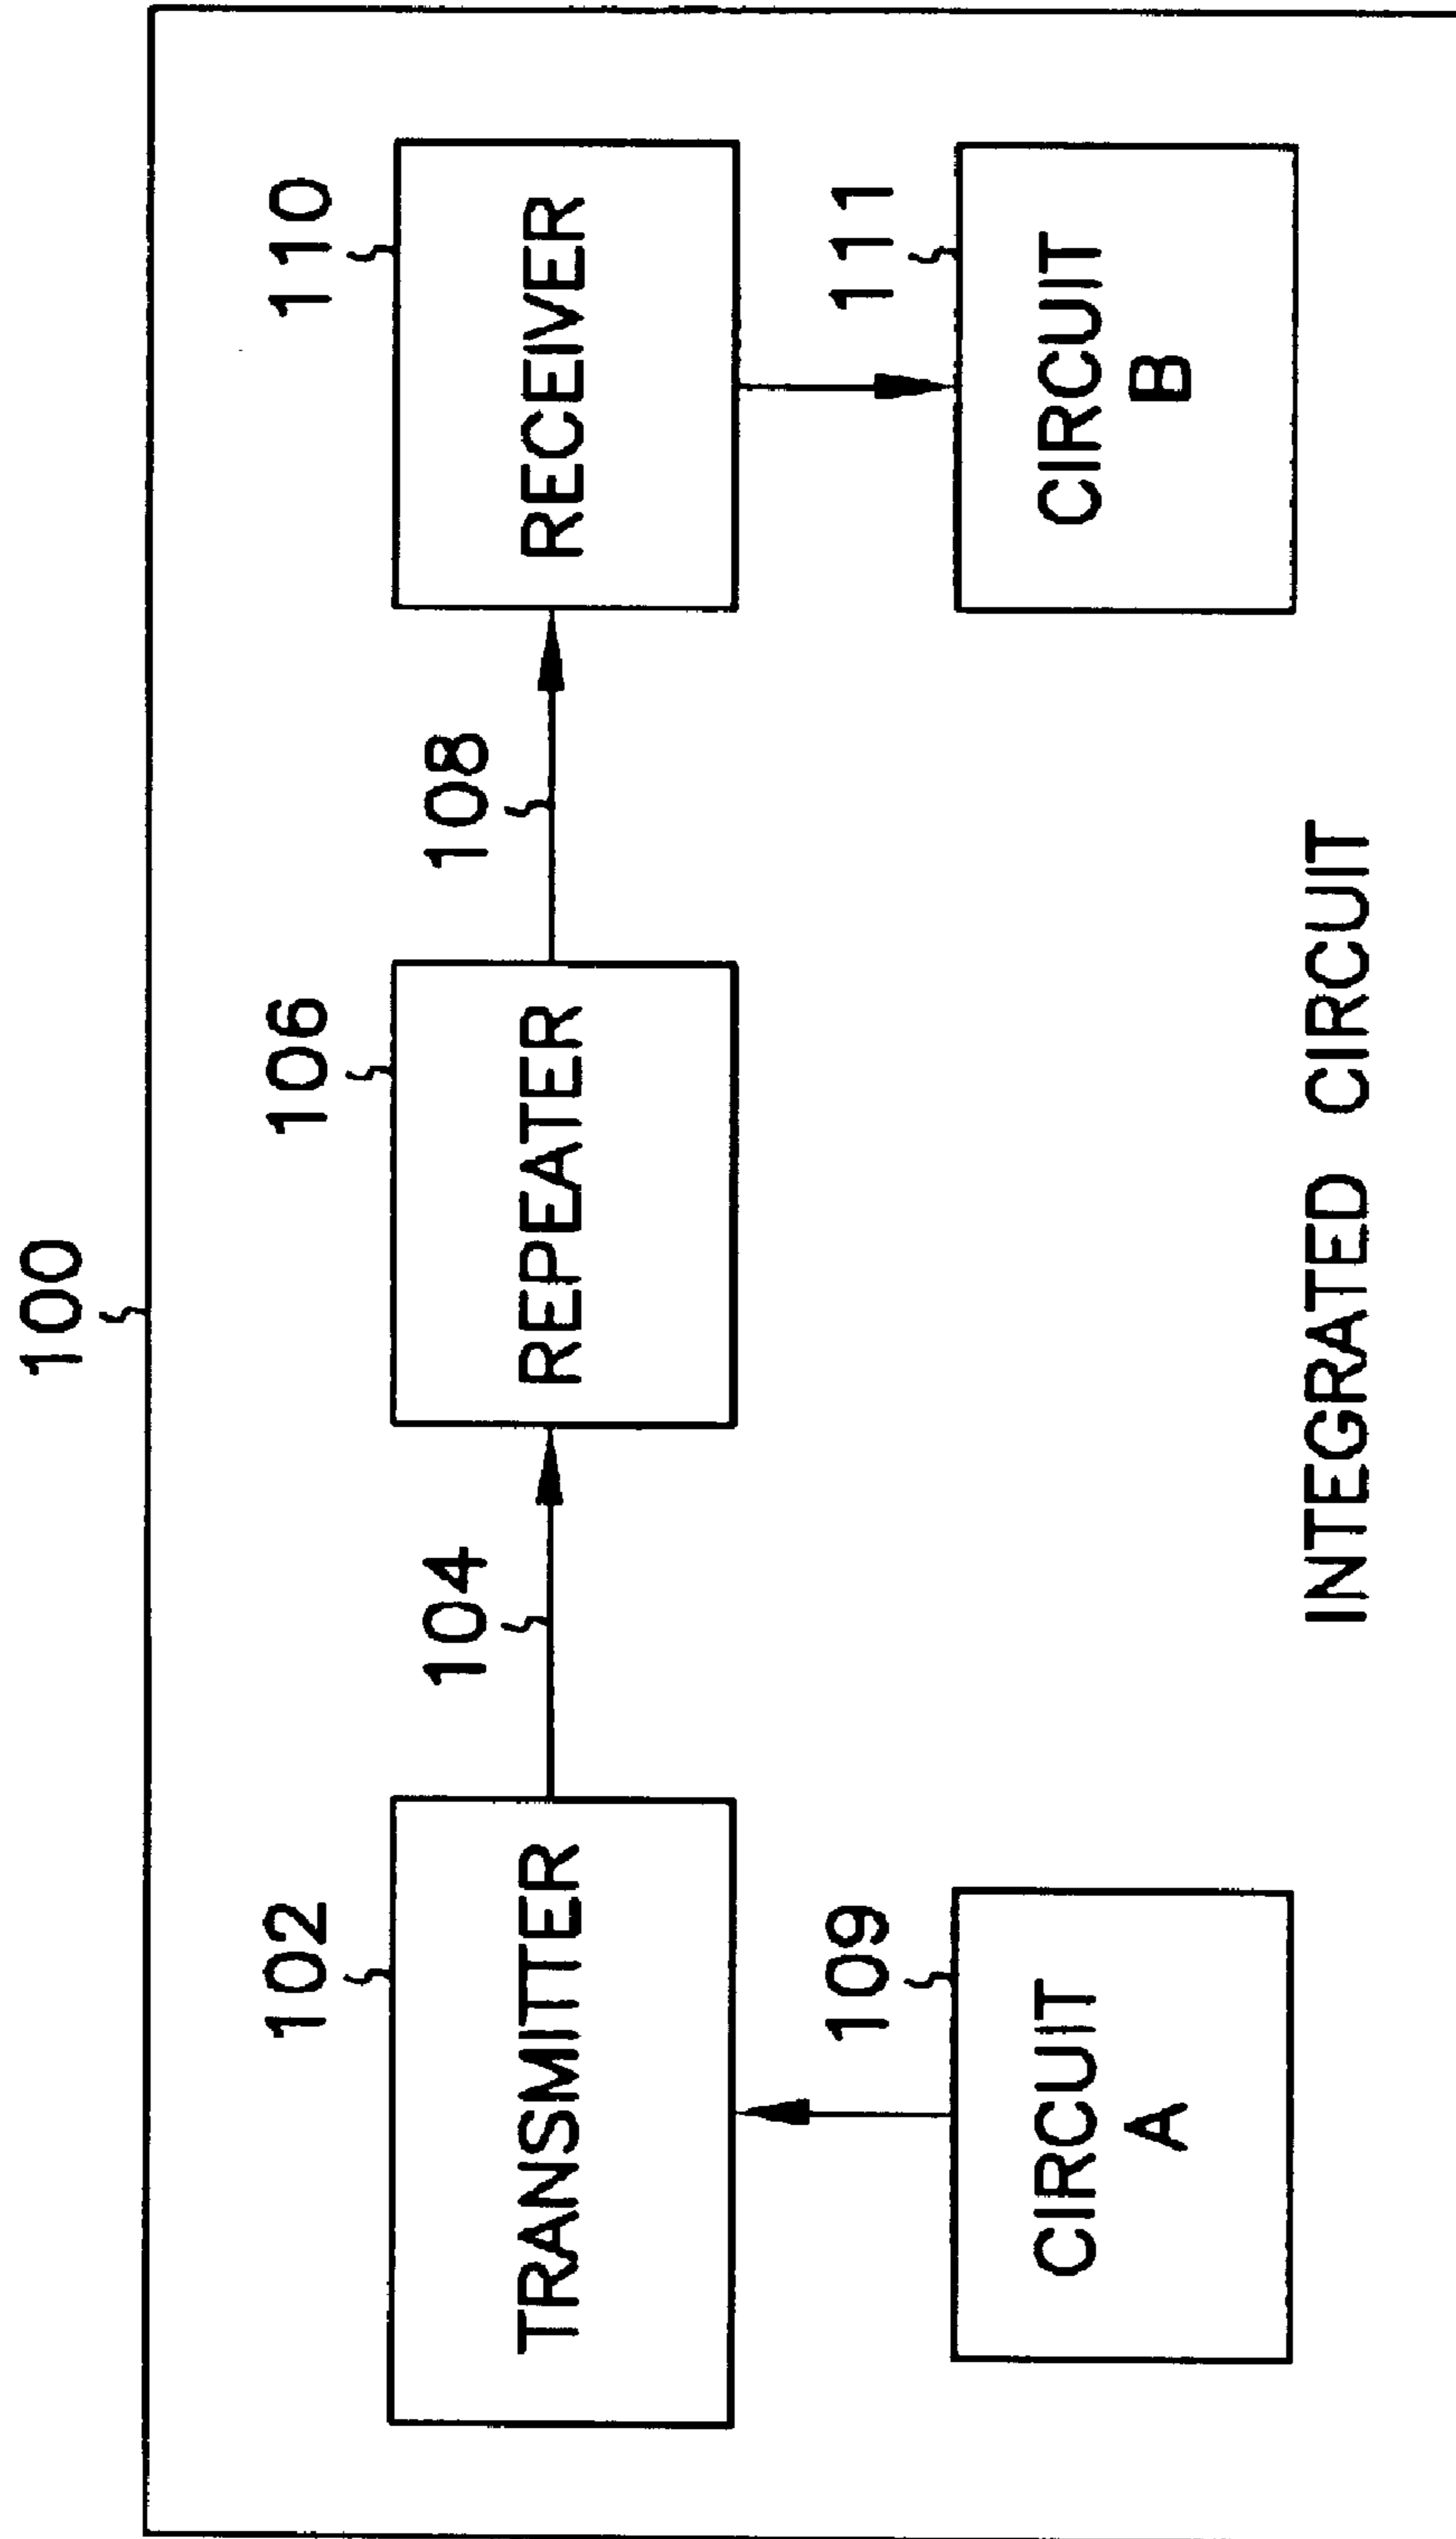 100
102
TRANSMITTER
104
106
REPEATER
108
110
RECEIVER
109
CIRCUIT
A
111
CIRCUIT
B
INTEGRATED CIRCUIT